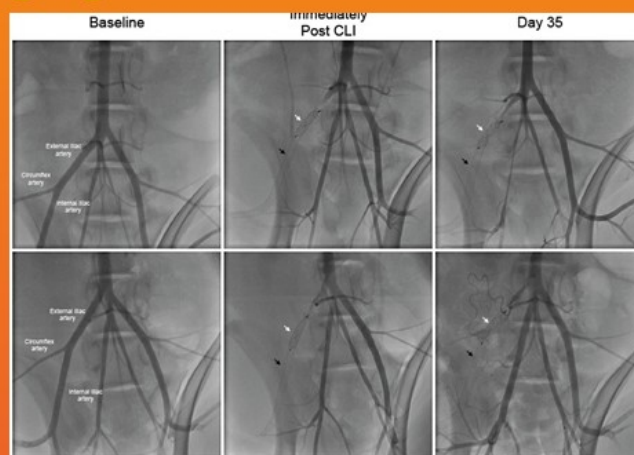 Baseline
Immediately
Post CLI
Day 35
External iliac
artery
Circumflex
artery
Internal iliac
artery
External iliac
artery
Circumflex
artery
Internal iliac
artery